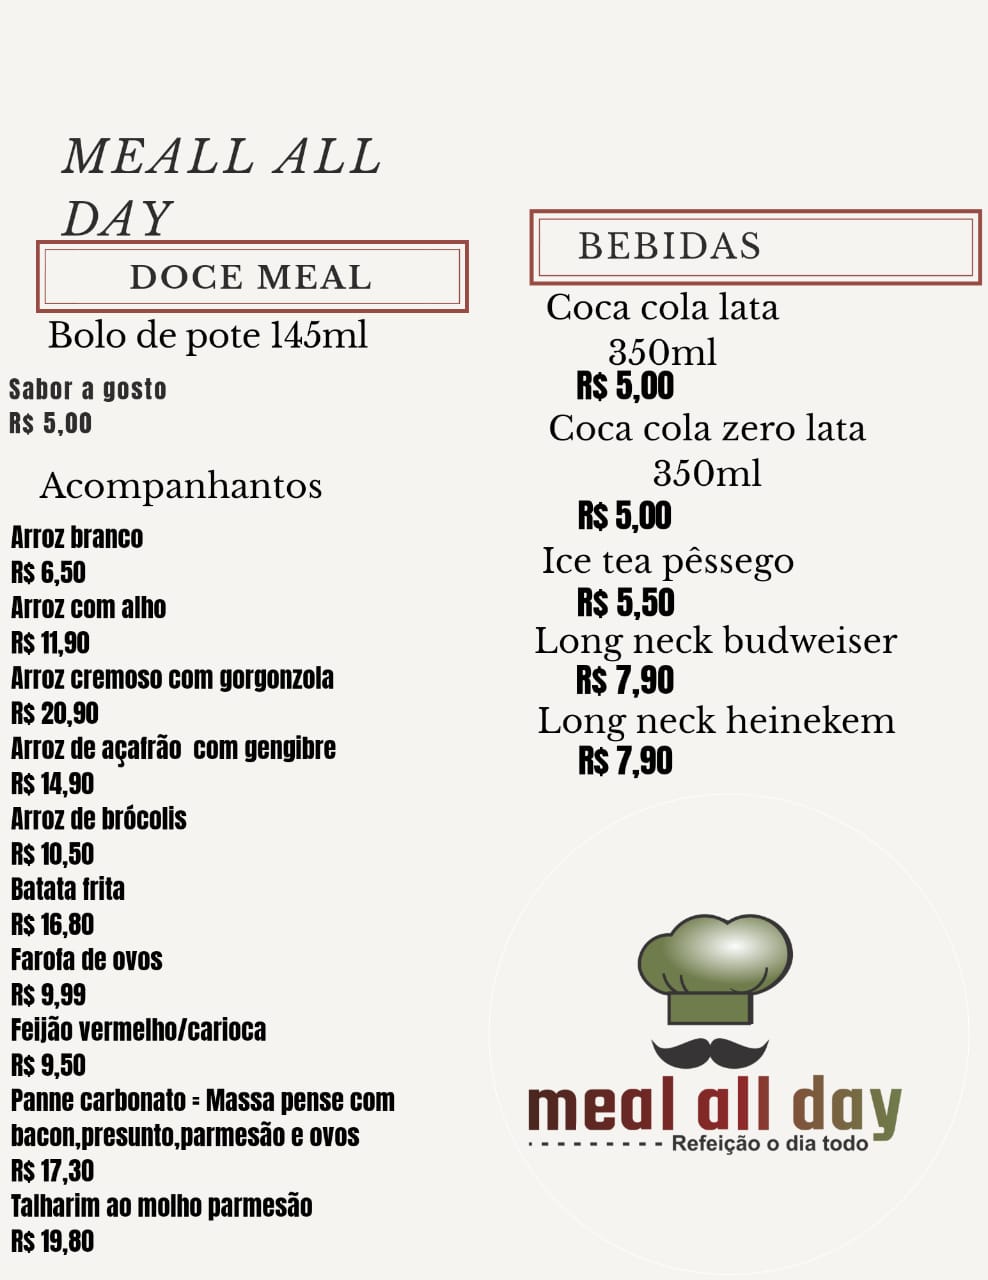 MEALL ALL
DAY
DOCE MEAL
Bolo de pote 145ml
Sabor a gosto
R$ 5,00
Acompanhantos
Arroz branco
R$ 6,50
Arroz com alho
R$ 11,90
Arroz cremoso com gorgonzola
R$ 20,90
Arroz de açafrão com gengibre
R$ 14,90
Arroz de brócolis
R$ 10,50
Batata frita
R$ 16,80
Farofa de ovos
R$ 9,99
Feijão vermelho/carioca
R$ 9,50
Panne carbonato = Massa pense com
bacon,presunto,parmesão e ovos
R$ 17,30
Talharim ao molho parmesão
R$ 19,80
BEBIDAS
Coca cola lata
350ml
R$ 5,00
Coca cola zero lata
350ml
R$ 5,00
Ice tea pêssego
R$ 5,50
Long neck budweiser
R$ 7,90
Long neck heinekem
R$ 7,90
meal all day
Refeição o dia todo